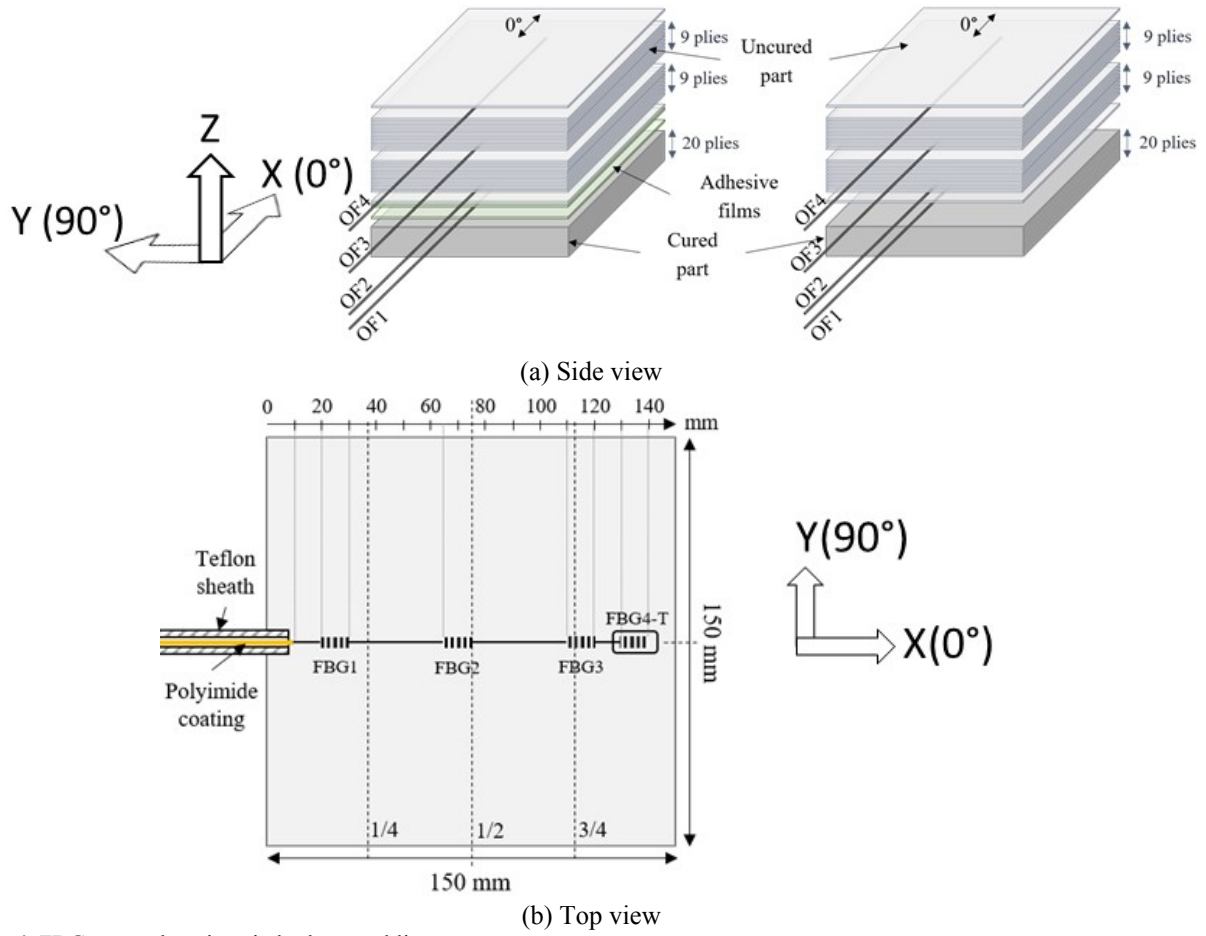 0°
9 plies
9 plies
20 plies
Uncured
part
Adhesive
films
Cured
part
0°
9 plies
9 plies
20 plies
Z
X (0°)
Y (90°)
OF4
OF3
OF2
OF1
OF4
OF3
OF2
OF1
(a) Side view
0 20 40 60 80 100 120 140
mm
Teflon
sheath
Polyimide
coating
FBG1
FBG2
FBG3
FBG4-T
1/4
1/2
3/4
150 mm
150 mm
Y(90°)
X(0°)
(b) Top view